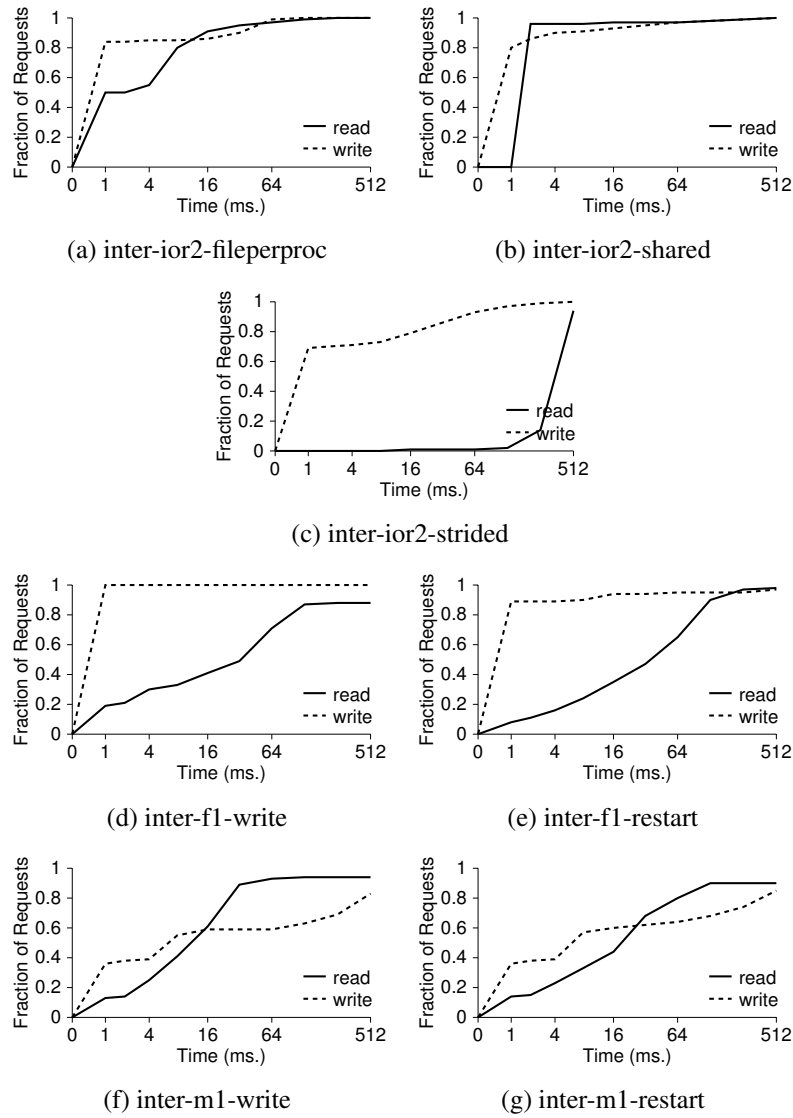 Fraction of Requests
1
0.8
0.6
0.4
0.2
0
0 1 4 16 64 512
Time (ms.)
read
write
(a) inter-ior2-fileperproc
Fraction of Requests
1
0.8
0.6
0.4
0.2
0
0 1 4 16 64 512
Time (ms.)
read
write
(b) inter-ior2-shared
Fraction of Requests
1
0.8
0.6
0.4
0.2
0
0 1 4 16 64 512
Time (ms.)
read
write
(c) inter-ior2-strided
Fraction of Requests
1
0.8
0.6
0.4
0.2
0
0 1 4 16 64 512
Time (ms.)
read
write
(d) inter-f1-write
Fraction of Requests
1
0.8
0.6
0.4
0.2
0
0 1 4 16 64 512
Time (ms.)
read
write
(e) inter-f1-restart
Fraction of Requests
1
0.8
0.6
0.4
0.2
0
0 1 4 16 64 512
Time (ms.)
read
write
(f) inter-m1-write
Fraction of Requests
1
0.8
0.6
0.4
0.2
0
0 1 4 16 64 512
Time (ms.)
read
write
(g) inter-m1-restart